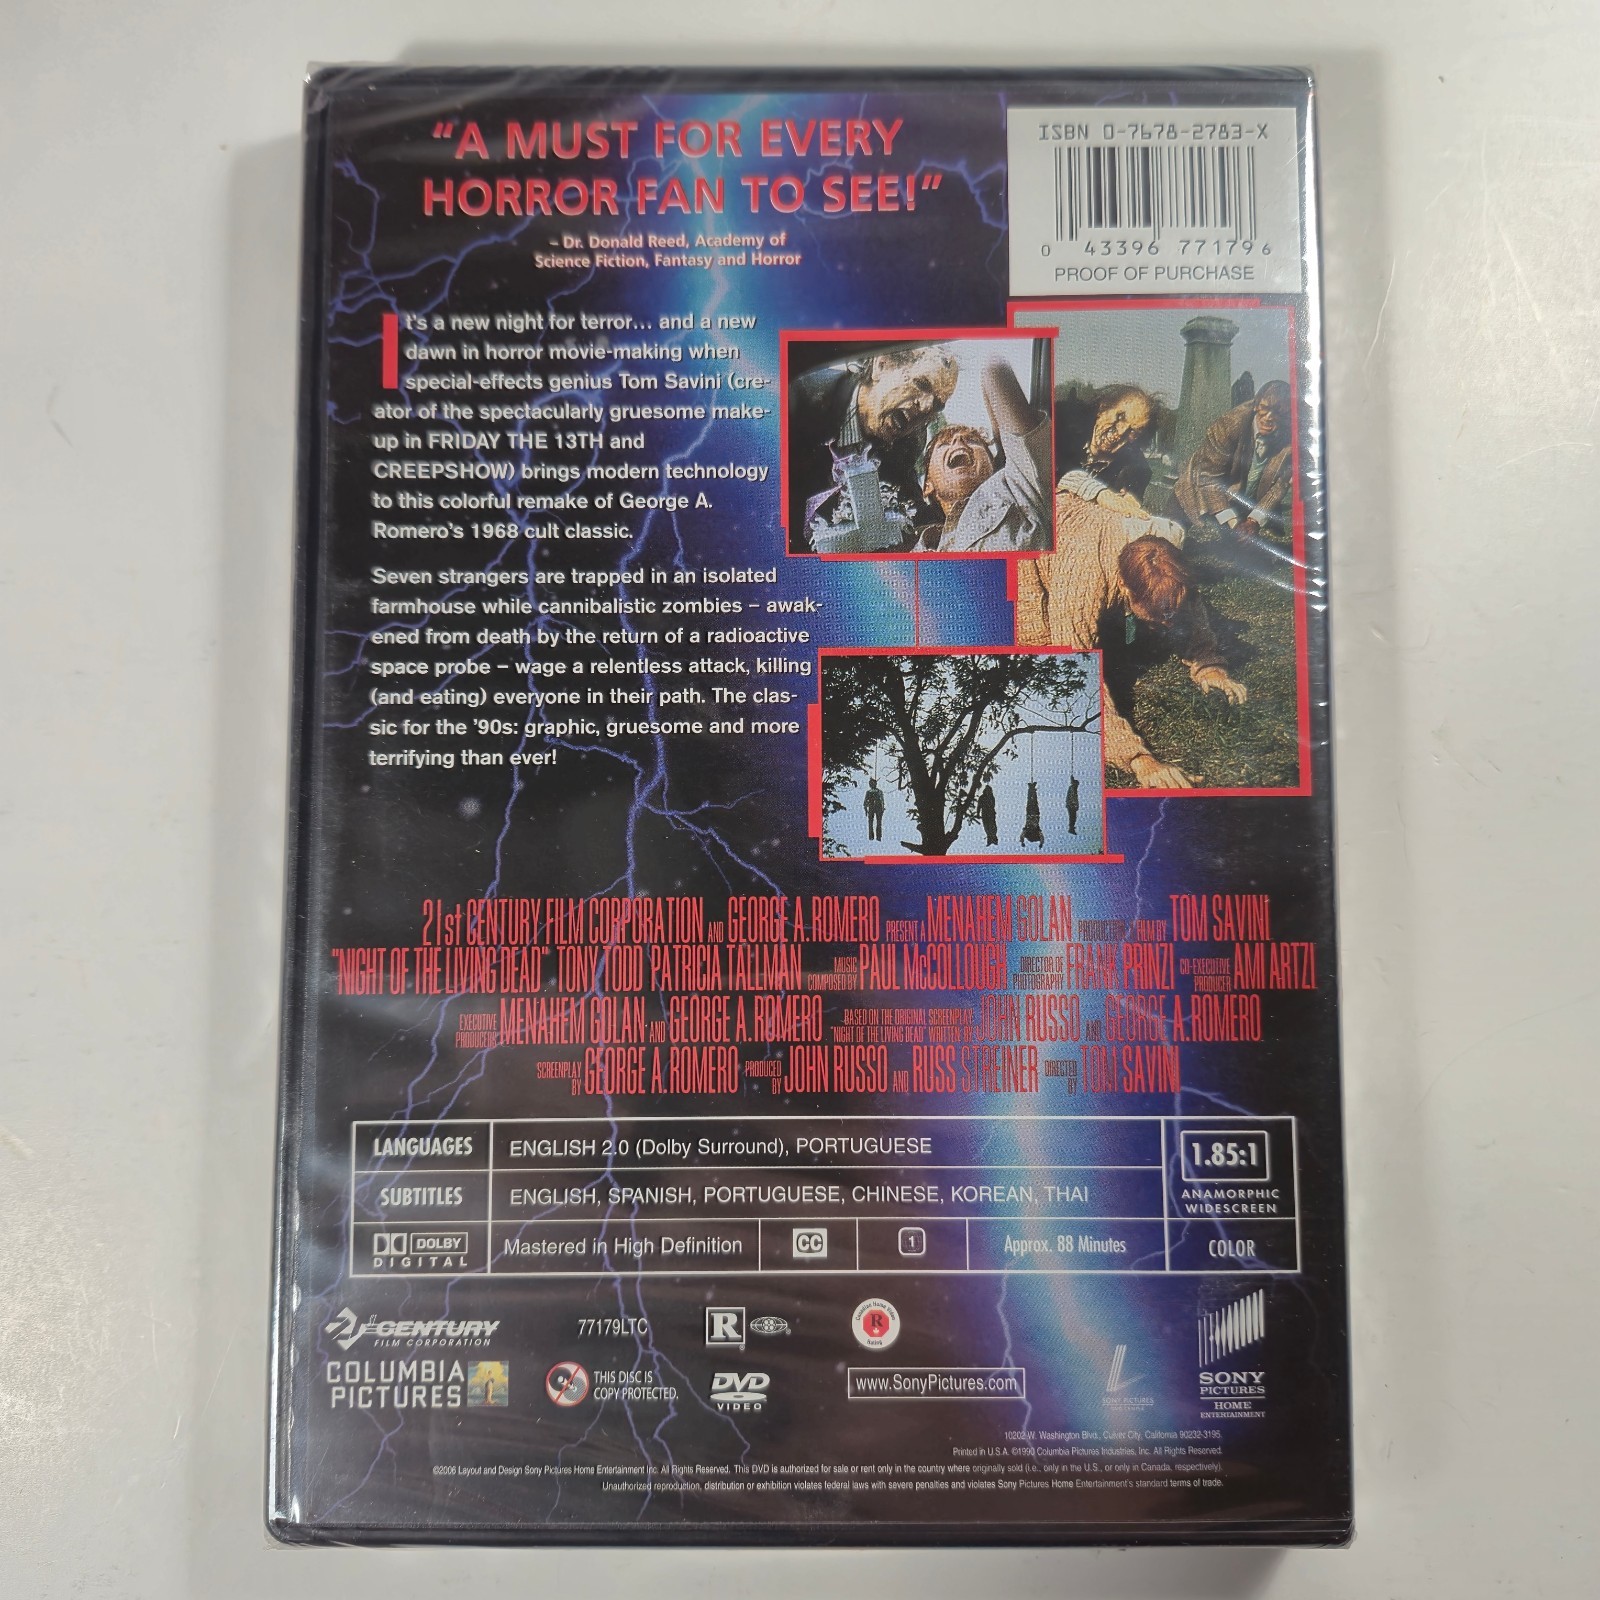 "A MUST FOR EVERY
HORROR FAN TO SEE!"
– Dr. Donald Reed, Academy of
Science Fiction, Fantasy and Horror
ISBN 0-7678-2783-X
0 43396 77179 6
PROOF OF PURCHASE
It's a new night for terror... and a new
dawn in horror movie-making when
special-effects genius Tom Savini (cre-
ator of the spectacularly gruesome make-
up in FRIDAY THE 13TH and
CREEPSHOW) brings modern technology
to this colorful remake of George A.
Romero's 1968 cult classic.
Seven strangers are trapped in an isolated
farmhouse while cannibalistic zombies – awak-
ened from death by the return of a radioactive
space probe – wage a relentless attack, killing
(and eating) everyone in their path. The clas-
sic for the '90s: graphic, gruesome and more
terrifying than ever!
21st CENTURY FILM CORPORATION AND GEORGE A. ROMERO PRESENT A MENAHEM GOLAN PRODUCTION A FILM BY TOM SAVINI
"NIGHT OF THE LIVING DEAD" TONY TODD PATRICIA TALLMAN MUSIC COMPOSED BY PAUL McCOLLOUGH DIRECTOR OF PHOTOGRAPHY FRANK PRINZI CO-EXECUTIVE PRODUCER AMI ARTZI
EXECUTIVE PRODUCERS MENAHEM GOLAN AND GEORGE A. ROMERO BASED ON THE ORIGINAL SCREENPLAY "NIGHT OF THE LIVING DEAD" WRITTEN BY JOHN RUSSO AND GEORGE A. ROMERO
SCREENPLAY BY GEORGE A. ROMERO PRODUCED BY JOHN RUSSO AND RUSS STREINER DIRECTED BY TOM SAVINI
LANGUAGES ENGLISH 2.0 (Dolby Surround), PORTUGUESE
SUBTITLES ENGLISH, SPANISH, PORTUGUESE, CHINESE, KOREAN, THAI
1.85:1
ANAMORPHIC
WIDESCREEN
DOLBY
DIGITAL
Mastered in High Definition
CC
1
Approx. 88 Minutes
COLOR
21st CENTURY
FILM CORPORATION
77179LTC
R
Canadian Home Video
R
Rating
COLUMBIA
PICTURES
THIS DISC IS
COPY PROTECTED.
DVD
VIDEO
www.SonyPictures.com
SONY PICTURES
SONY
PICTURES
HOME
ENTERTAINMENT
10202 W. Washington Blvd., Culver City, California 90232-3195.
Printed in U.S.A. ©1990 Columbia Pictures Industries, Inc. All Rights Reserved.
©2006 Layout and Design Sony Pictures Home Entertainment Inc. All Rights Reserved. This DVD is authorized for sale or rent only in the country where originally sold (i.e., only in the U.S., or only in Canada, respectively).
Unauthorized reproduction, distribution or exhibition violates federal laws with severe penalties and violates Sony Pictures Home Entertainment's standard terms of trade.